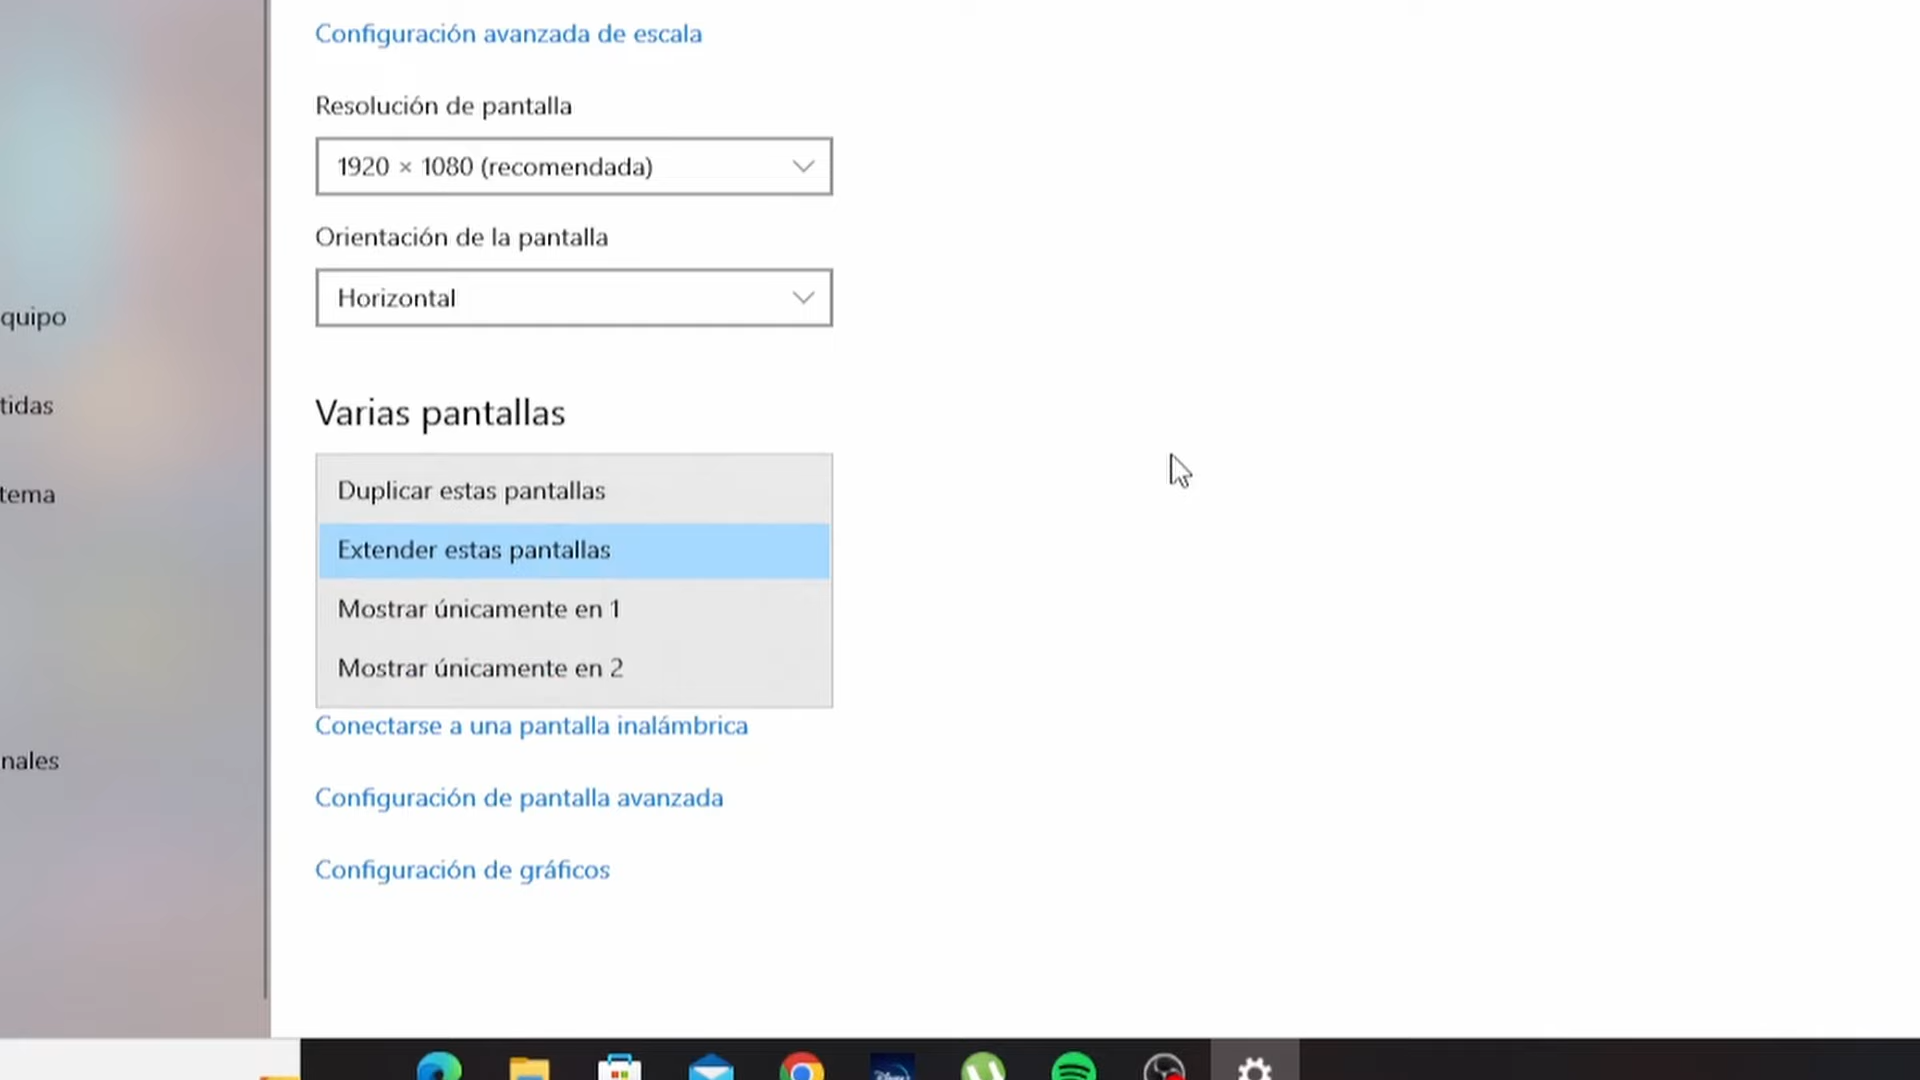 Configuración avanzada de escala
Resolución de pantalla
1920 × 1080 (recomendada)
Orientación de la pantalla
Horizontal
quipo
tidas
tema
nales
Varias pantallas
Duplicar estas pantallas
Extender estas pantallas
Mostrar únicamente en 1
Mostrar únicamente en 2
Conectarse a una pantalla inalámbrica
Configuración de pantalla avanzada
Configuración de gráficos